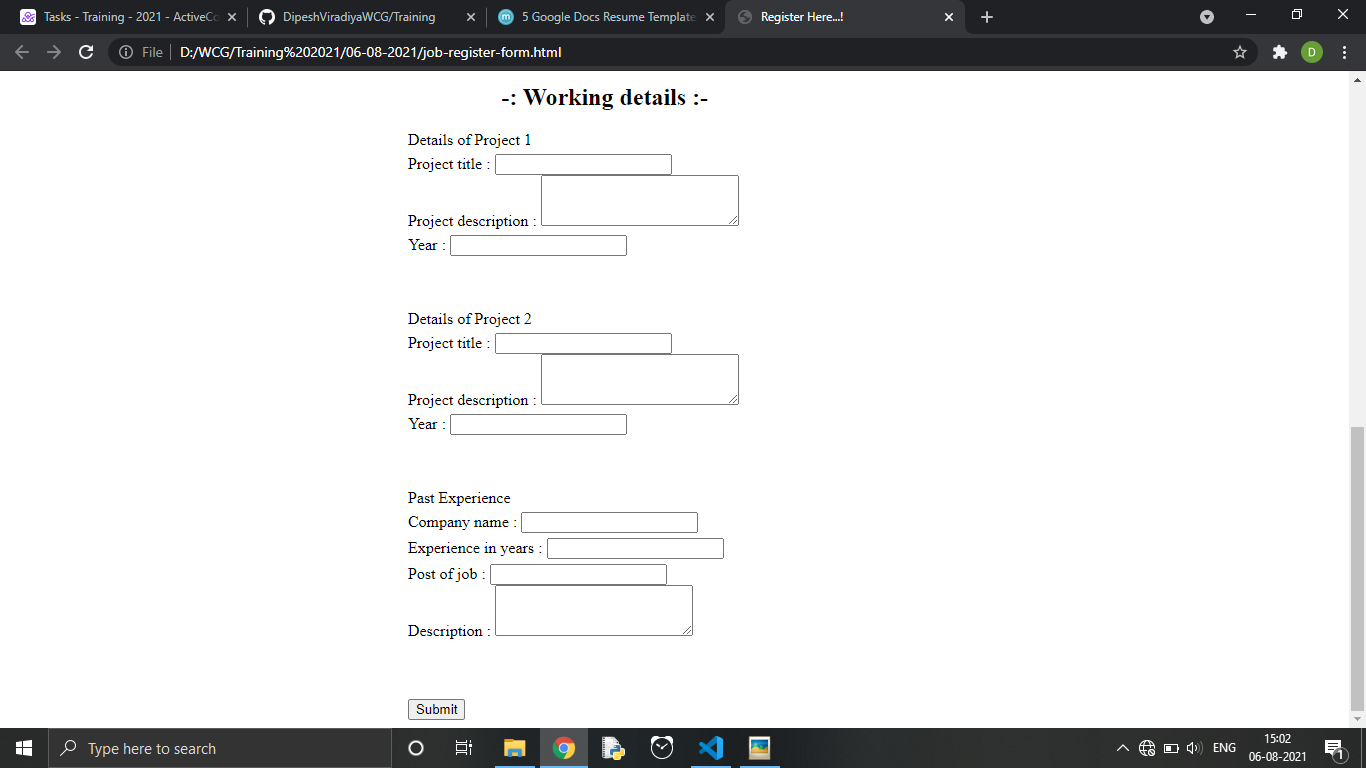 Tasks - Training - 2021 - ActiveCo
DipeshViradiyaWCG/Training
5 Google Docs Resume Template
Register Here...!
File
D:/WCG/Training%202021/06-08-2021/job-register-form.html
D
-: Working details :-
Details of Project 1
Project title :
Project description :
Year :
Details of Project 2
Project title :
Project description :
Year :
Past Experience
Company name :
Experience in years :
Post of job :
Description :
Submit
Type here to search
ENG
15:02
06-08-2021
1